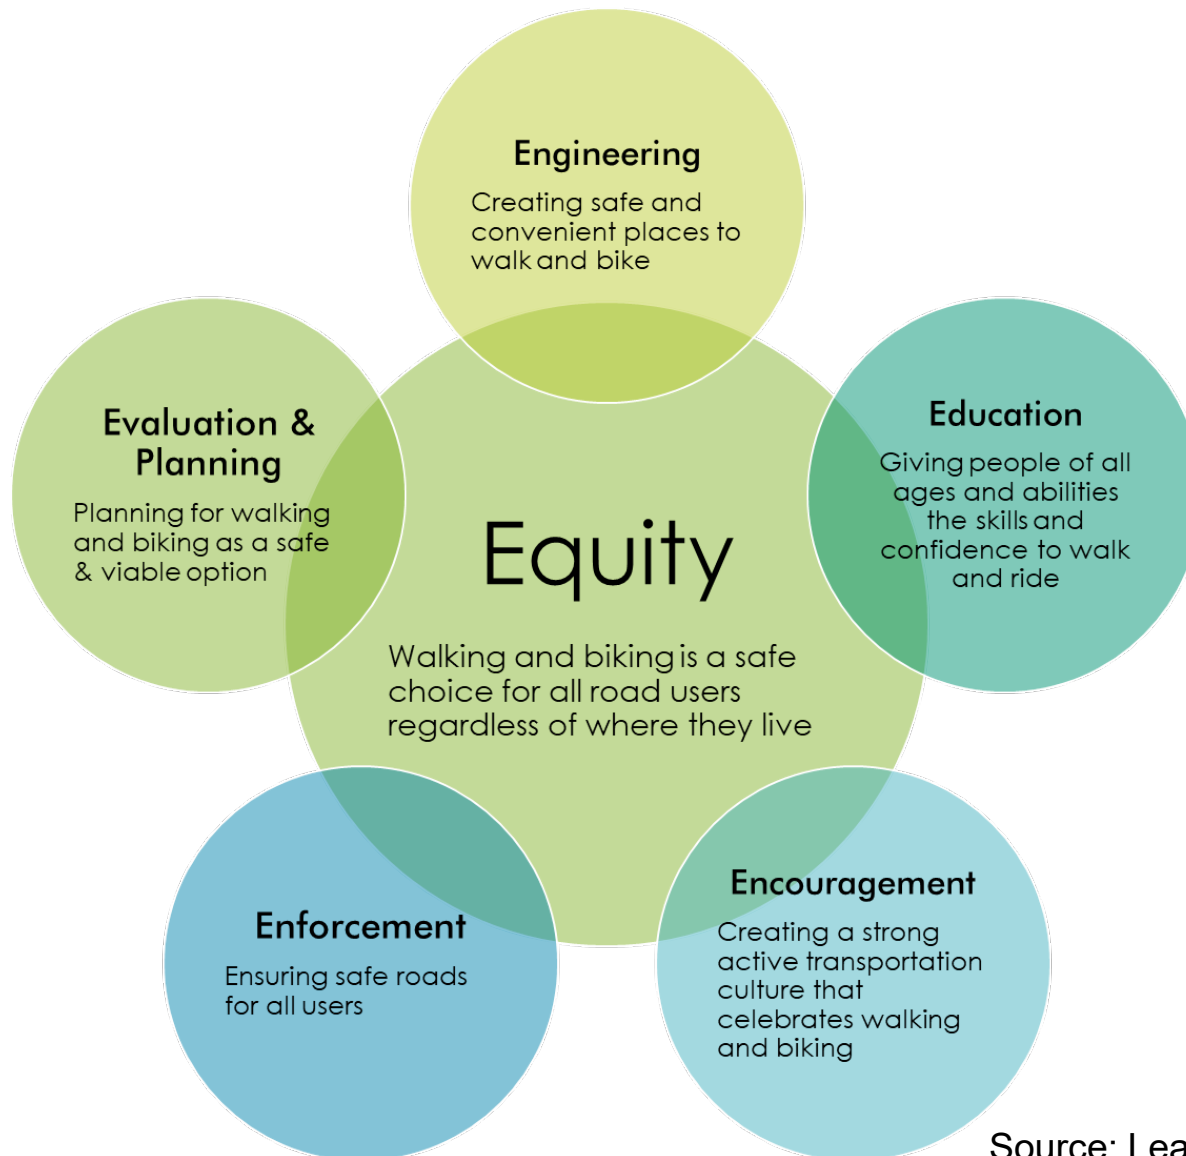 Engineering
Creating safe and
convenient places to
walk and bike
Evaluation &
Planning
Planning for walking
and biking as a safe
& viable option
Education
Giving people of all
ages and abilities
the skills and
confidence to walk
and ride
Equity
Walking and biking is a safe
choice for all road users
regardless of where they live
Enforcement
Ensuring safe roads
for all users
Encouragement
Creating a strong
active transportation
culture that
celebrates walking
and biking
Source: